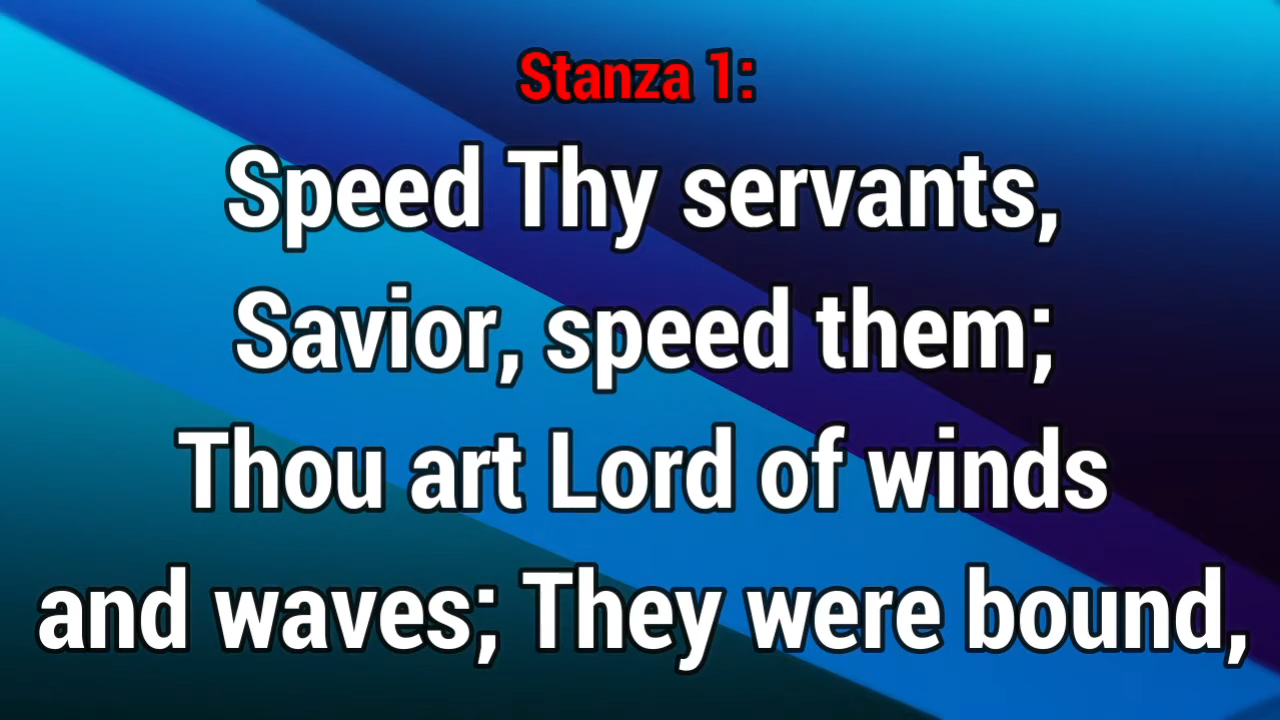 Stanza 1:
Speed Thy servants,
Savior, speed them;
Thou art Lord of winds
and waves; They were bound,